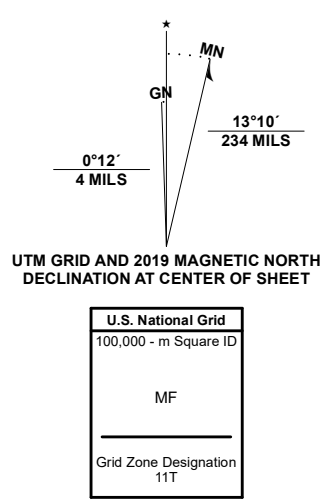 ★
MN
GN
13°10´
234 MILS
0°12´
4 MILS
UTM GRID AND 2019 MAGNETIC NORTH
DECLINATION AT CENTER OF SHEET
U.S. National Grid
100,000 - m Square ID
MF
Grid Zone Designation
11T